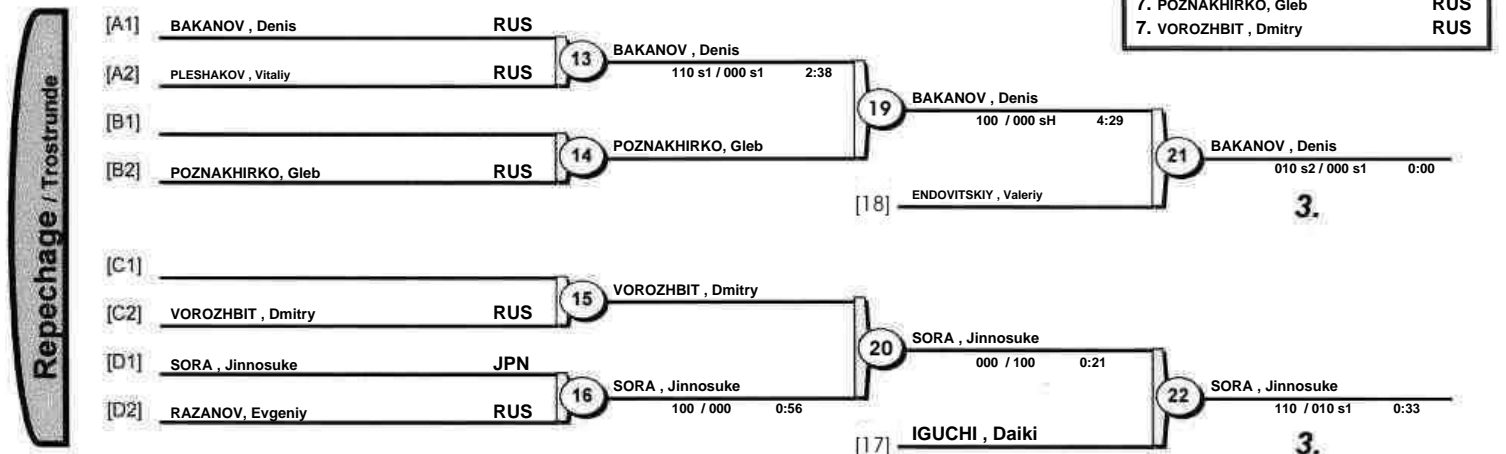 7. POZNAKHIRKO, Gleb RUS
7. VOROZHBIT , Dmitry RUS
Repechage / Trostrunde
[A1] BAKANOV , Denis RUS
13 BAKANOV , Denis
110 s1 / 000 s1 2:38
[A2] PLESHAKOV , Vitaliy RUS
19 BAKANOV , Denis
100 / 000 sH 4:29
[B1]
14 POZNAKHIRKO, Gleb
[B2] POZNAKHIRKO, Gleb RUS
21 BAKANOV , Denis
010 s2 / 000 s1 0:00
[18] ENDOVITSKIY , Valeriy
3.
[C1]
15 VOROZHBIT , Dmitry
[C2] VOROZHBIT , Dmitry RUS
20 SORA , Jinnosuke
000 / 100 0:21
[D1] SORA , Jinnosuke JPN
16 SORA , Jinnosuke
100 / 000 0:56
[D2] RAZANOV, Evgeniy RUS
22 SORA , Jinnosuke
110 / 010 s1 0:33
[17] IGUCHI , Daiki
3.